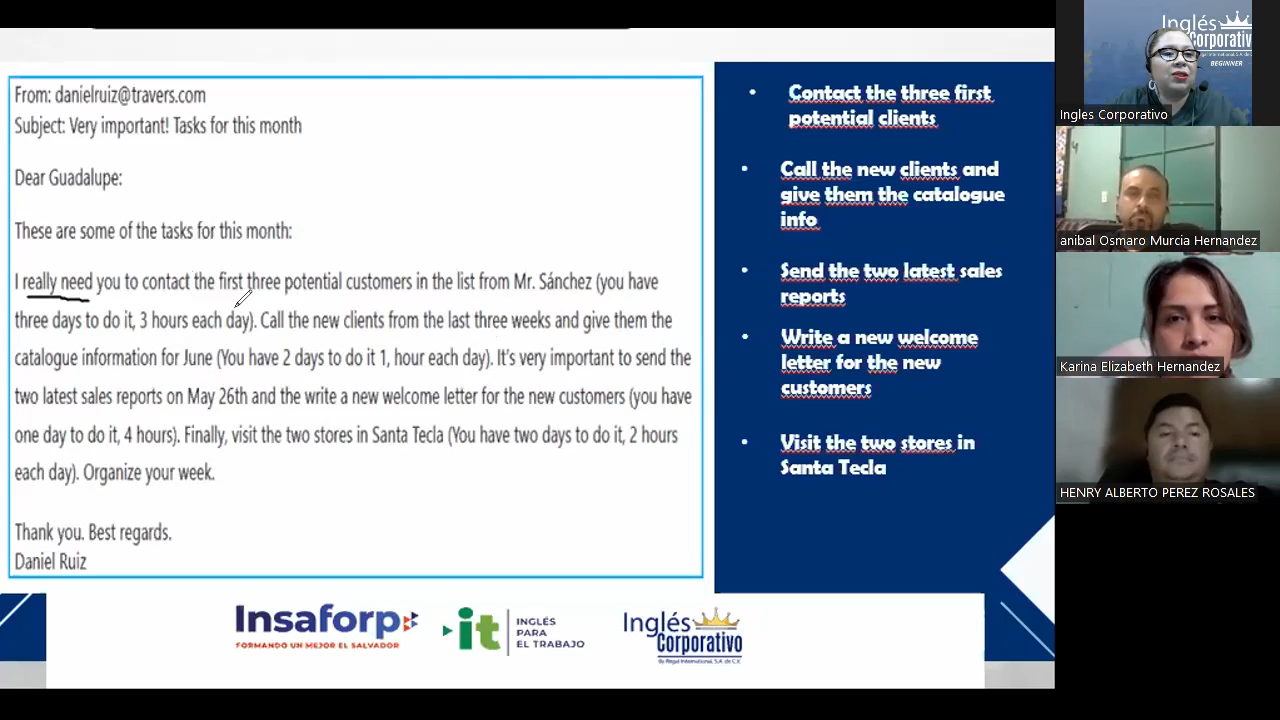 From: danielruiz@travers.com
Subject: Very important! Tasks for this month
Dear Guadalupe:
These are some of the tasks for this month:
I really need you to contact the first three potential customers in the list from Mr. Sánchez (you have
three days to do it, 3 hours each day). Call the new clients from the last three weeks and give them the
catalogue information for June (You have 2 days to do it 1, hour each day). It's very important to send the
two latest sales reports on May 26th and the write a new welcome letter for the new customers (you have
one day to do it, 4 hours). Finally, visit the two stores in Santa Tecla (You have two days to do it, 2 hours
each day). Organize your week.
Thank you. Best regards.
Daniel Ruiz
• Contact the three first
potential clients
• Call the new clients and
give them the catalogue
info
• Send the two latest sales
reports
• Write a new welcome
letter for the new
customers
• Visit the two stores in
Santa Tecla
Insaforp
FORMANDO UN MEJOR EL SALVADOR
it
INGLÉS
PARA
EL TRABAJO
Inglés
Corporativo
By Regal International, S.A. de C.V.
Inglés
Corporativo
BEGINNER
Ingles Corporativo
anibal Osmaro Murcia Hernandez
Karina Elizabeth Hernandez
HENRY ALBERTO PEREZ ROSALES